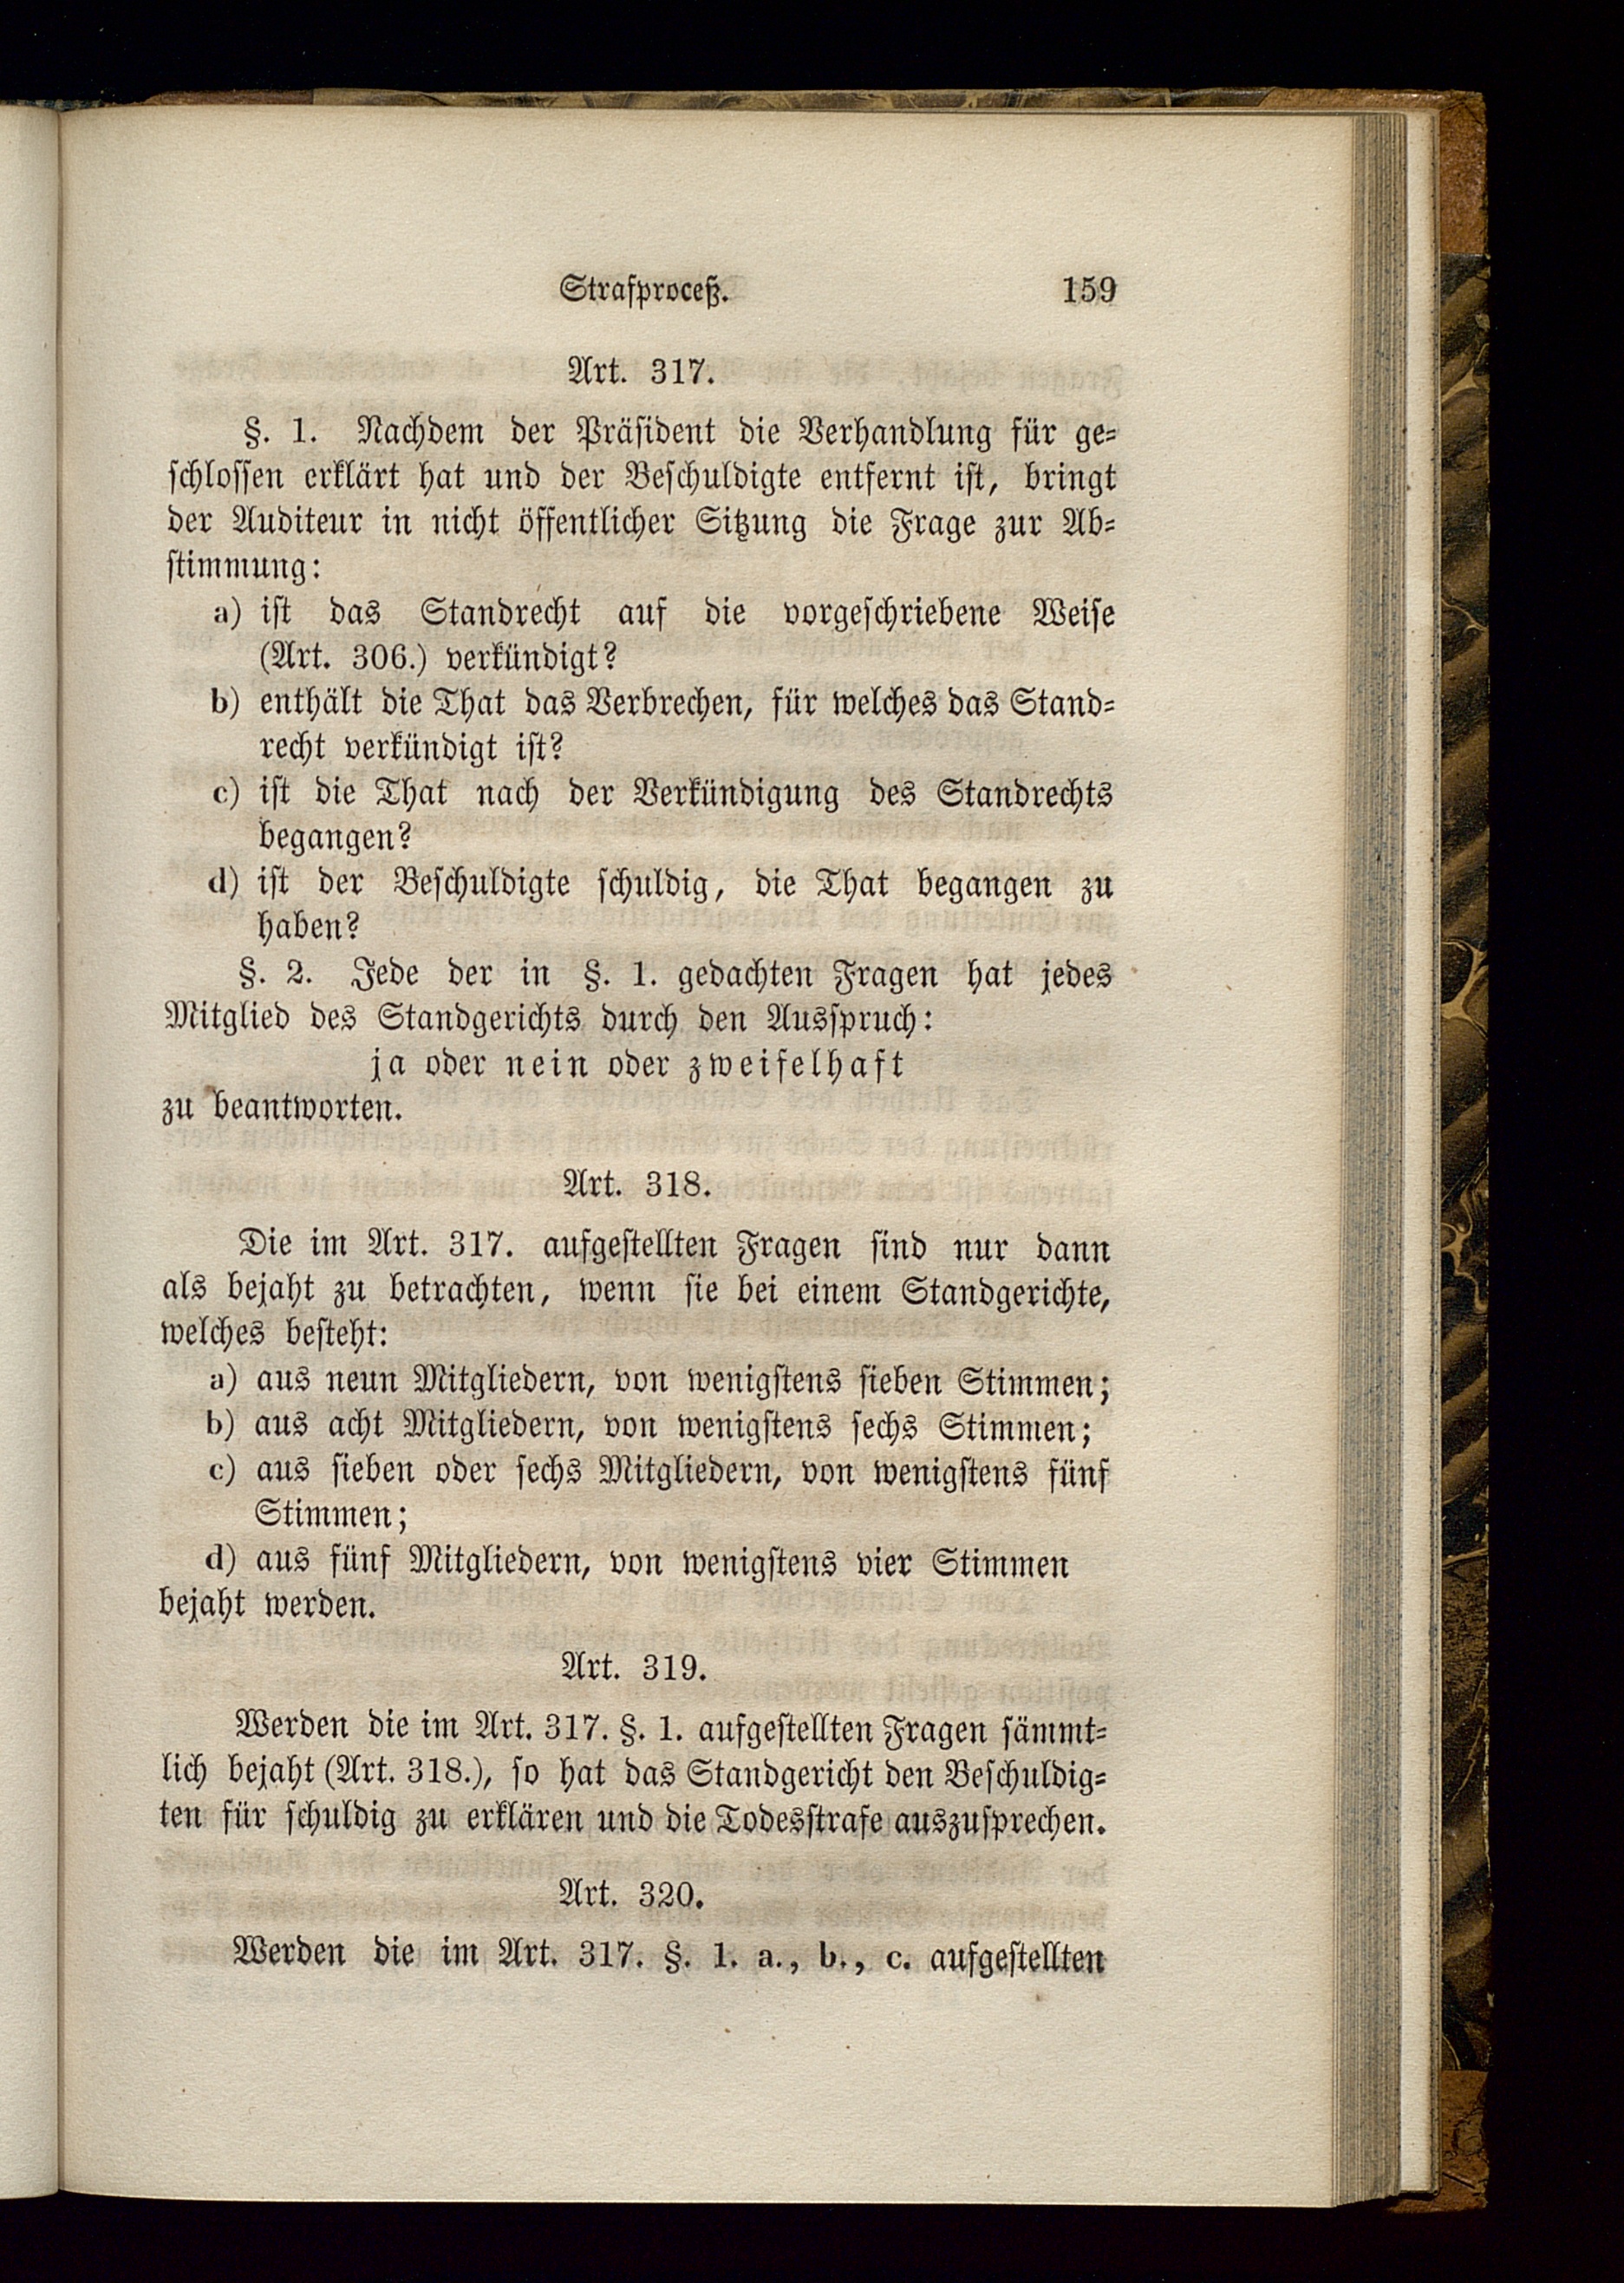 Strafproceß.
159
Art. 317.
§. 1. Nachdem der Präsident die Verhandlung für ge-
schlossen erklärt hat und der Beschuldigte entfernt ist, bringt
der Auditeur in nicht öffentlicher Sitzung die Frage zur Ab-
stimmung:
a) ist das Standrecht auf die vorgeschriebene Weise
(Art. 306.) verkündigt?
b) enthält die That das Verbrechen, für welches das Stand-
recht verkündigt ist?
c) ist die That nach der Verkündigung des Standrechts
begangen?
d) ist der Beschuldigte schuldig, die That begangen zu
haben?
§. 2. Jede der in §. 1. gedachten Fragen hat jedes
Mitglied des Standgerichts durch den Ausspruch:
ja oder nein oder zweifelhaft
zu beantworten.
Art. 318.
Die im Art. 317. aufgestellten Fragen sind nur dann
als bejaht zu betrachten, wenn sie bei einem Standgerichte,
welches besteht:
a) aus neun Mitgliedern, von wenigstens sieben Stimmen;
b) aus acht Mitgliedern, von wenigstens sechs Stimmen;
c) aus sieben oder sechs Mitgliedern, von wenigstens fünf
Stimmen;
d) aus fünf Mitgliedern, von wenigstens vier Stimmen
bejaht werden.
Art. 319.
Werden die im Art. 317. §. 1. aufgestellten Fragen sämmt-
lich bejaht (Art. 318.), so hat das Standgericht den Beschuldig-
ten für schuldig zu erklären und die Todesstrafe auszusprechen.
Art. 320.
Werden die im Art. 317. §. 1. a., b., c. aufgestellten